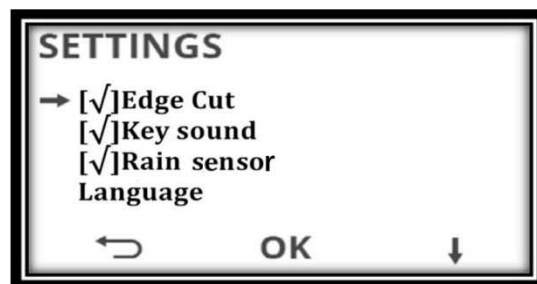 SETTINGS
→ [√]Edge Cut
[√]Key sound
[√]Rain sensor
Language
OK